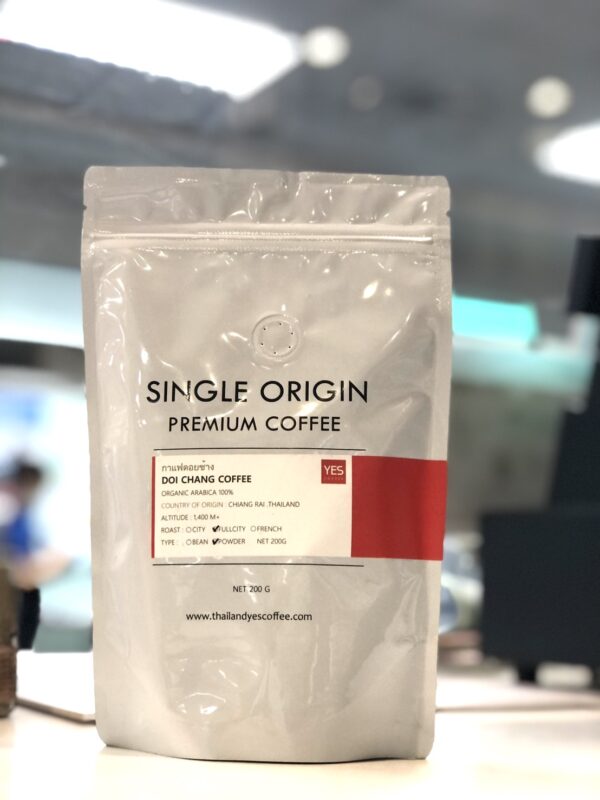 SINGLE ORIGIN
PREMIUM COFFEE
กาแฟดอยช้าง
YES
DOI CHANG COFFEE
ORGANIC ARABICA 100%
COUNTRY OF ORIGIN : CHIANG RAI .THAILAND
ALTITUDE : 1,400 M+
ROAST : ○CITY ✔FULLCITY ○FRENCH
TYPE : ○BEAN ✔POWDER NET 200G
NET 200 G
www.thailandyescoffee.com